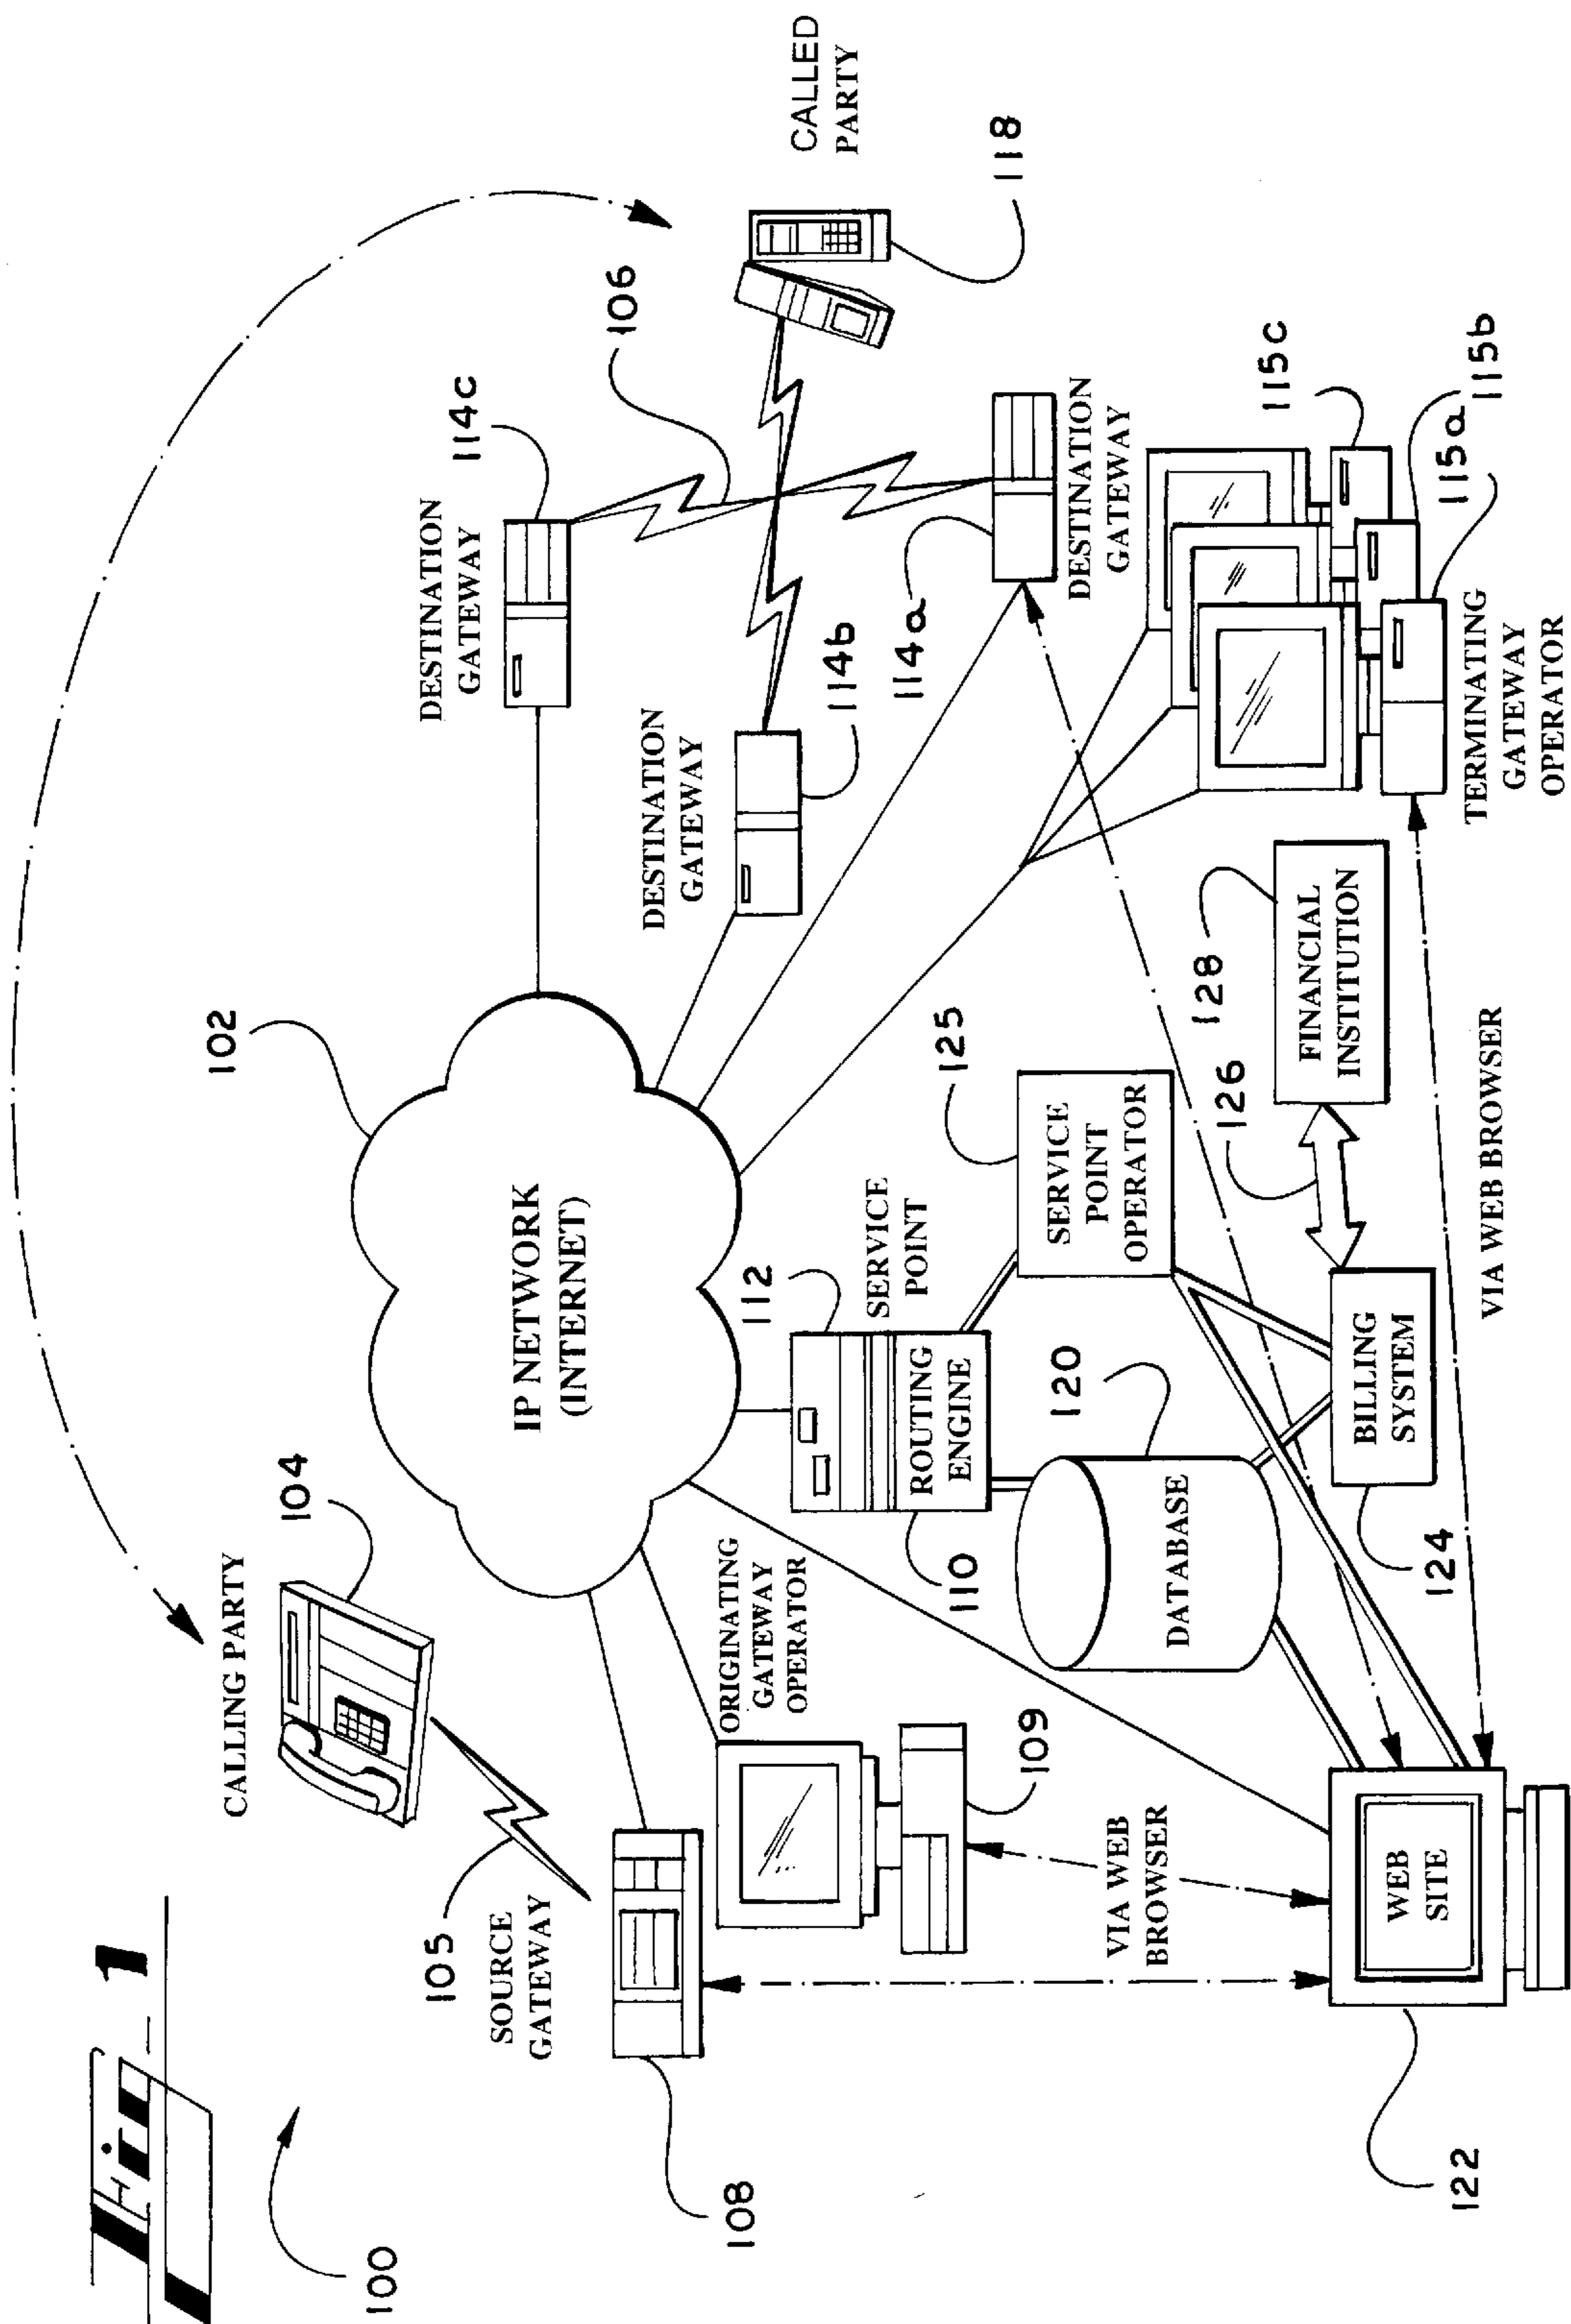 Fig. 1
100
CALLING PARTY
104
105
SOURCE
GATEWAY
108
ORIGINATING
GATEWAY
OPERATOR
109
102
IP NETWORK
(INTERNET)
DESTINATION
GATEWAY
114c
106
CALLED
PARTY
118
DESTINATION
GATEWAY
114b
114a
DESTINATION
GATEWAY
112
SERVICE
POINT
ROUTING
ENGINE
110
SERVICE
POINT
OPERATOR
125
120
DATABASE
VIA WEB
BROWSER
WEB
SITE
122
BILLING
SYSTEM
124
126
FINANCIAL
INSTITUTION
128
VIA WEB BROWSER
115c
115b
115a
TERMINATING
GATEWAY
OPERATOR